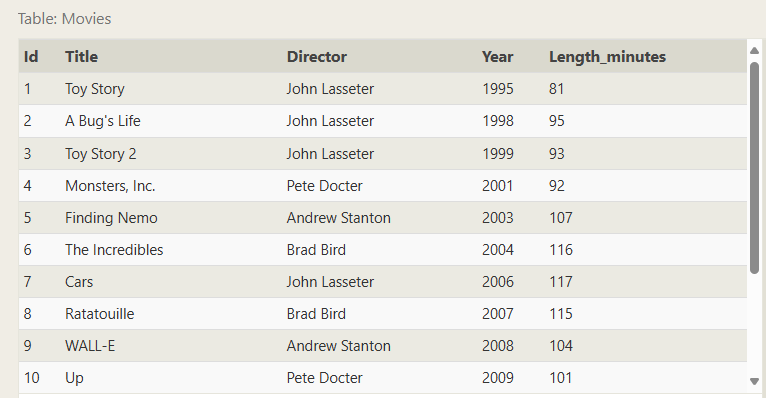 Table: Movies
Id Title Director Year Length_minutes
1 Toy Story John Lasseter 1995 81
2 A Bug's Life John Lasseter 1998 95
3 Toy Story 2 John Lasseter 1999 93
4 Monsters, Inc. Pete Docter 2001 92
5 Finding Nemo Andrew Stanton 2003 107
6 The Incredibles Brad Bird 2004 116
7 Cars John Lasseter 2006 117
8 Ratatouille Brad Bird 2007 115
9 WALL-E Andrew Stanton 2008 104
10 Up Pete Docter 2009 101